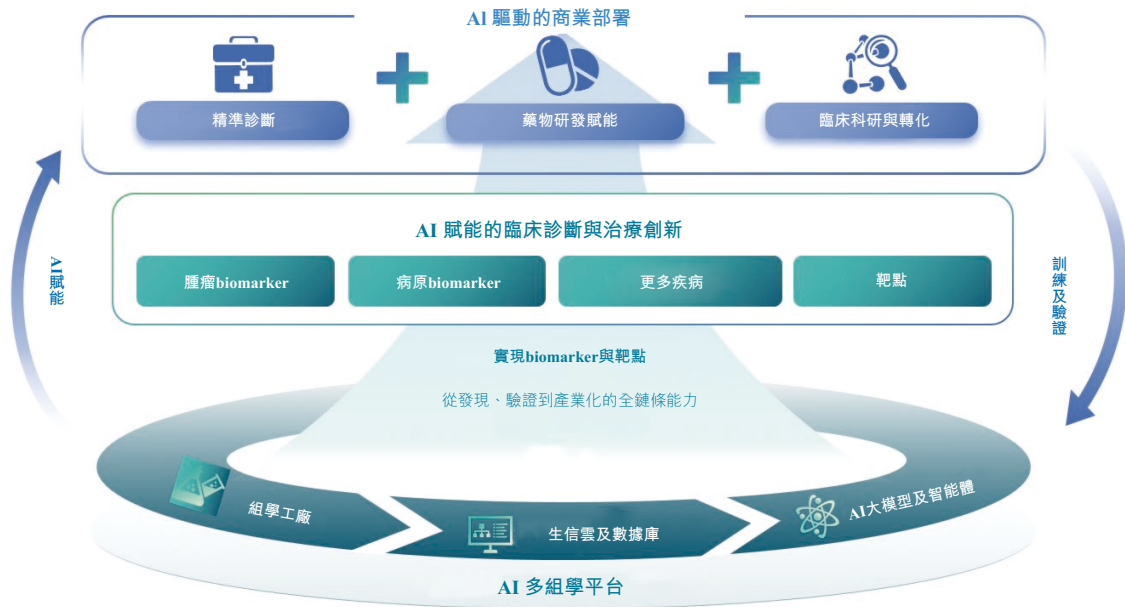 AI 驅動的商業部署
精準診斷
藥物研發賦能
臨床科研與轉化
AI 賦能的臨床診斷與治療創新
腫瘤biomarker
病原biomarker
更多疾病
靶點
AI賦能
訓練及驗證
實現biomarker與靶點
從發現、驗證到產業化的全鏈條能力
組學工廠
生信雲及數據庫
AI大模型及智能體
AI 多組學平台